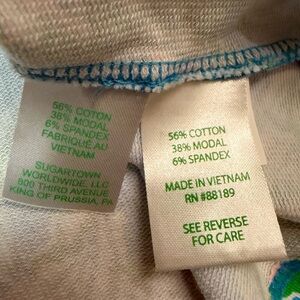 56% COTTON
38% MODAL
6% SPANDEX
FABRIQUÉ AU
VIETNAM
SUGARTOWN
WORLDWIDE, LLC
800 THIRD AVENUE
KING OF PRUSSIA, PA
56% COTTON
38% MODAL
6% SPANDEX
MADE IN VIETNAM
RN #88189
SEE REVERSE
FOR CARE